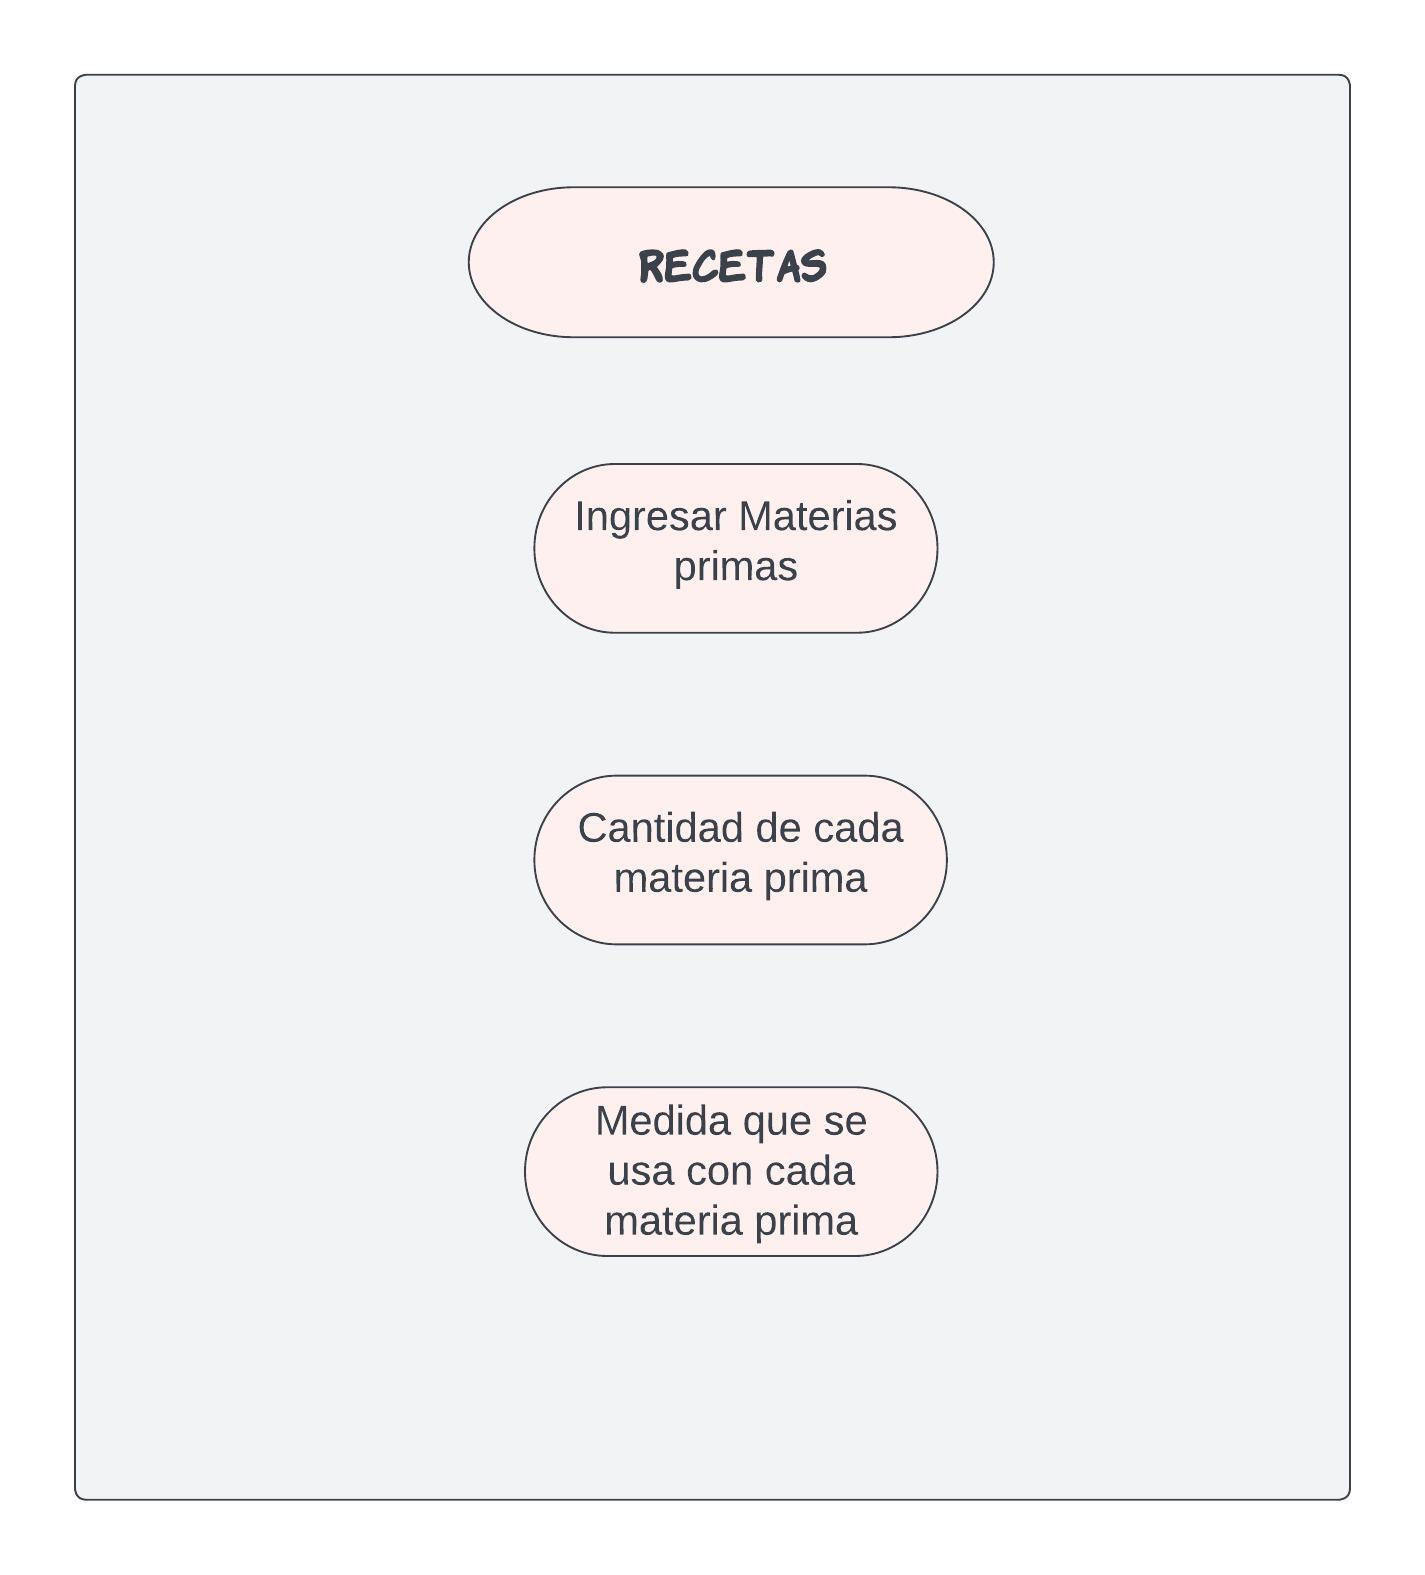 RECETAS
Ingresar Materias
primas
Cantidad de cada
materia prima
Medida que se
usa con cada
materia prima